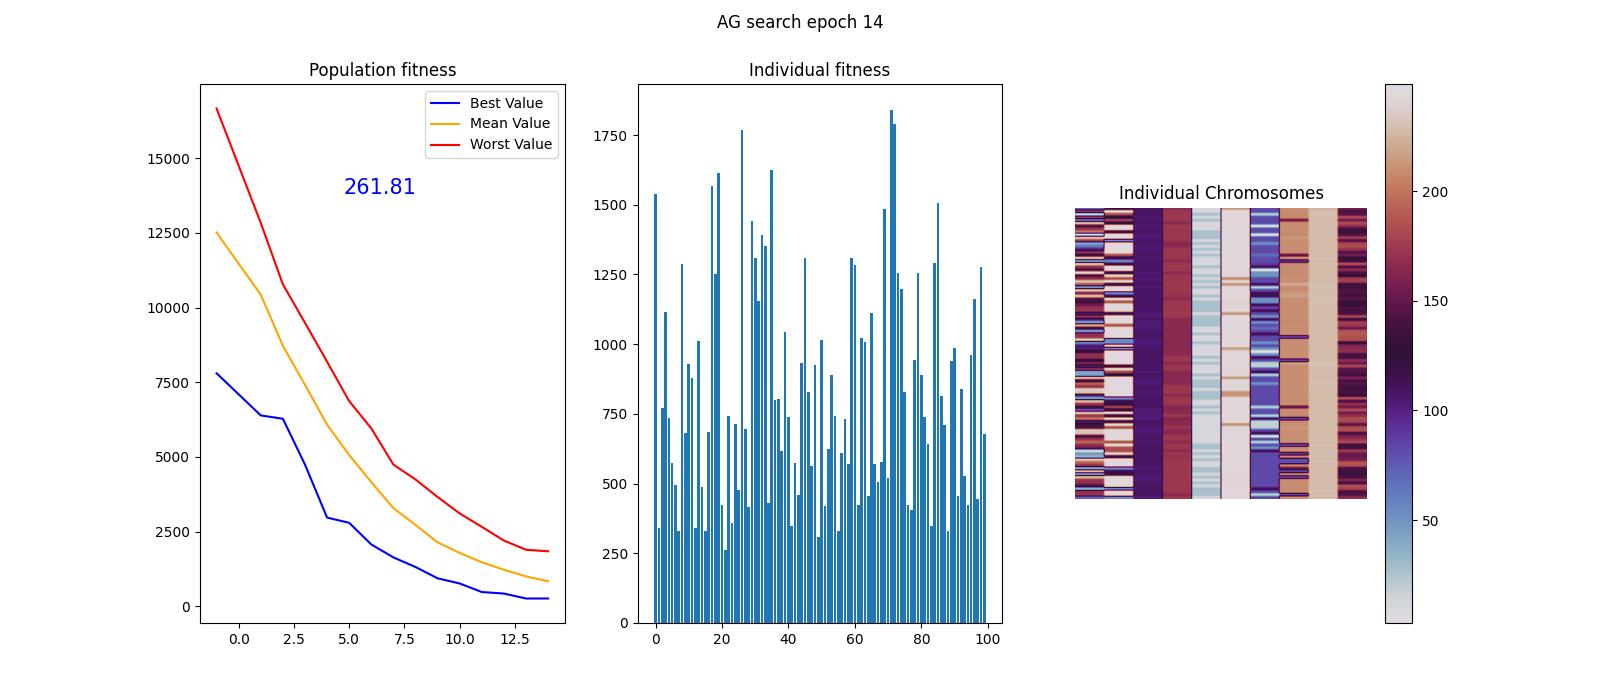 AG search epoch 14
Population fitness
Best Value
Mean Value
Worst Value
261.81
15000
12500
10000
7500
5000
2500
0
0.0 2.5 5.0 7.5 10.0 12.5
Individual fitness
1750
1500
1250
1000
750
500
250
0
0 20 40 60 80 100
Individual Chromosomes
200
150
100
50